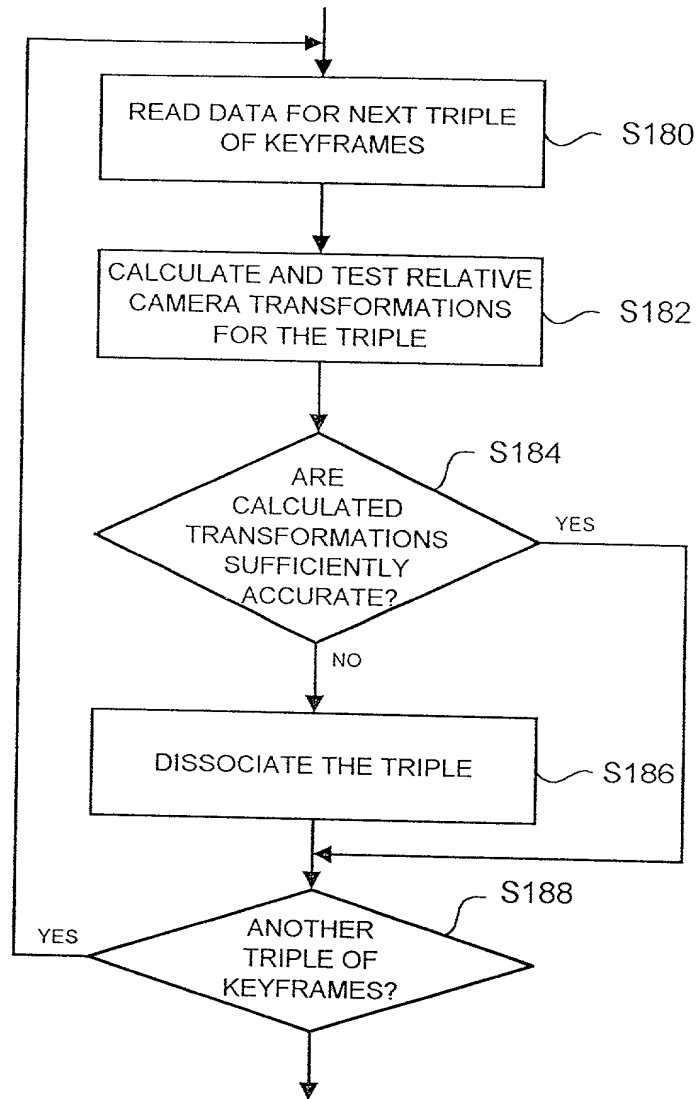 READ DATA FOR NEXT TRIPLE
OF KEYFRAMES
S180
CALCULATE AND TEST RELATIVE
CAMERA TRANSFORMATIONS
FOR THE TRIPLE
S182
S184
ARE
CALCULATED
TRANSFORMATIONS
SUFFICIENTLY
ACCURATE?
YES
NO
DISSOCIATE THE TRIPLE
S186
S188
YES
ANOTHER
TRIPLE OF
KEYFRAMES?